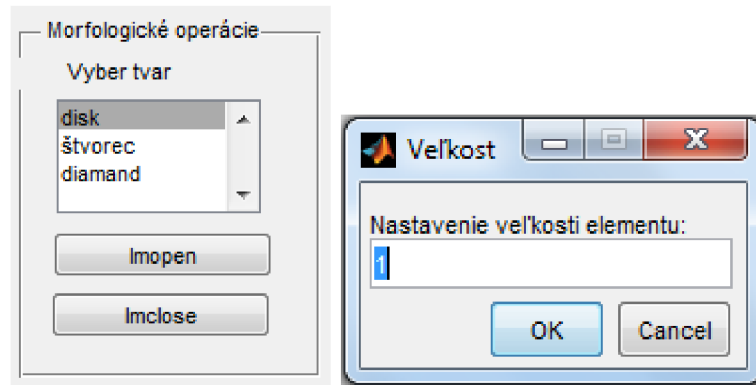 Morfologické operácie
Vyber tvar
disk
štvorec
diamand
Imopen
Imclose
Veľkost
Nastavenie veľkosti elementu:
1
OK
Cancel